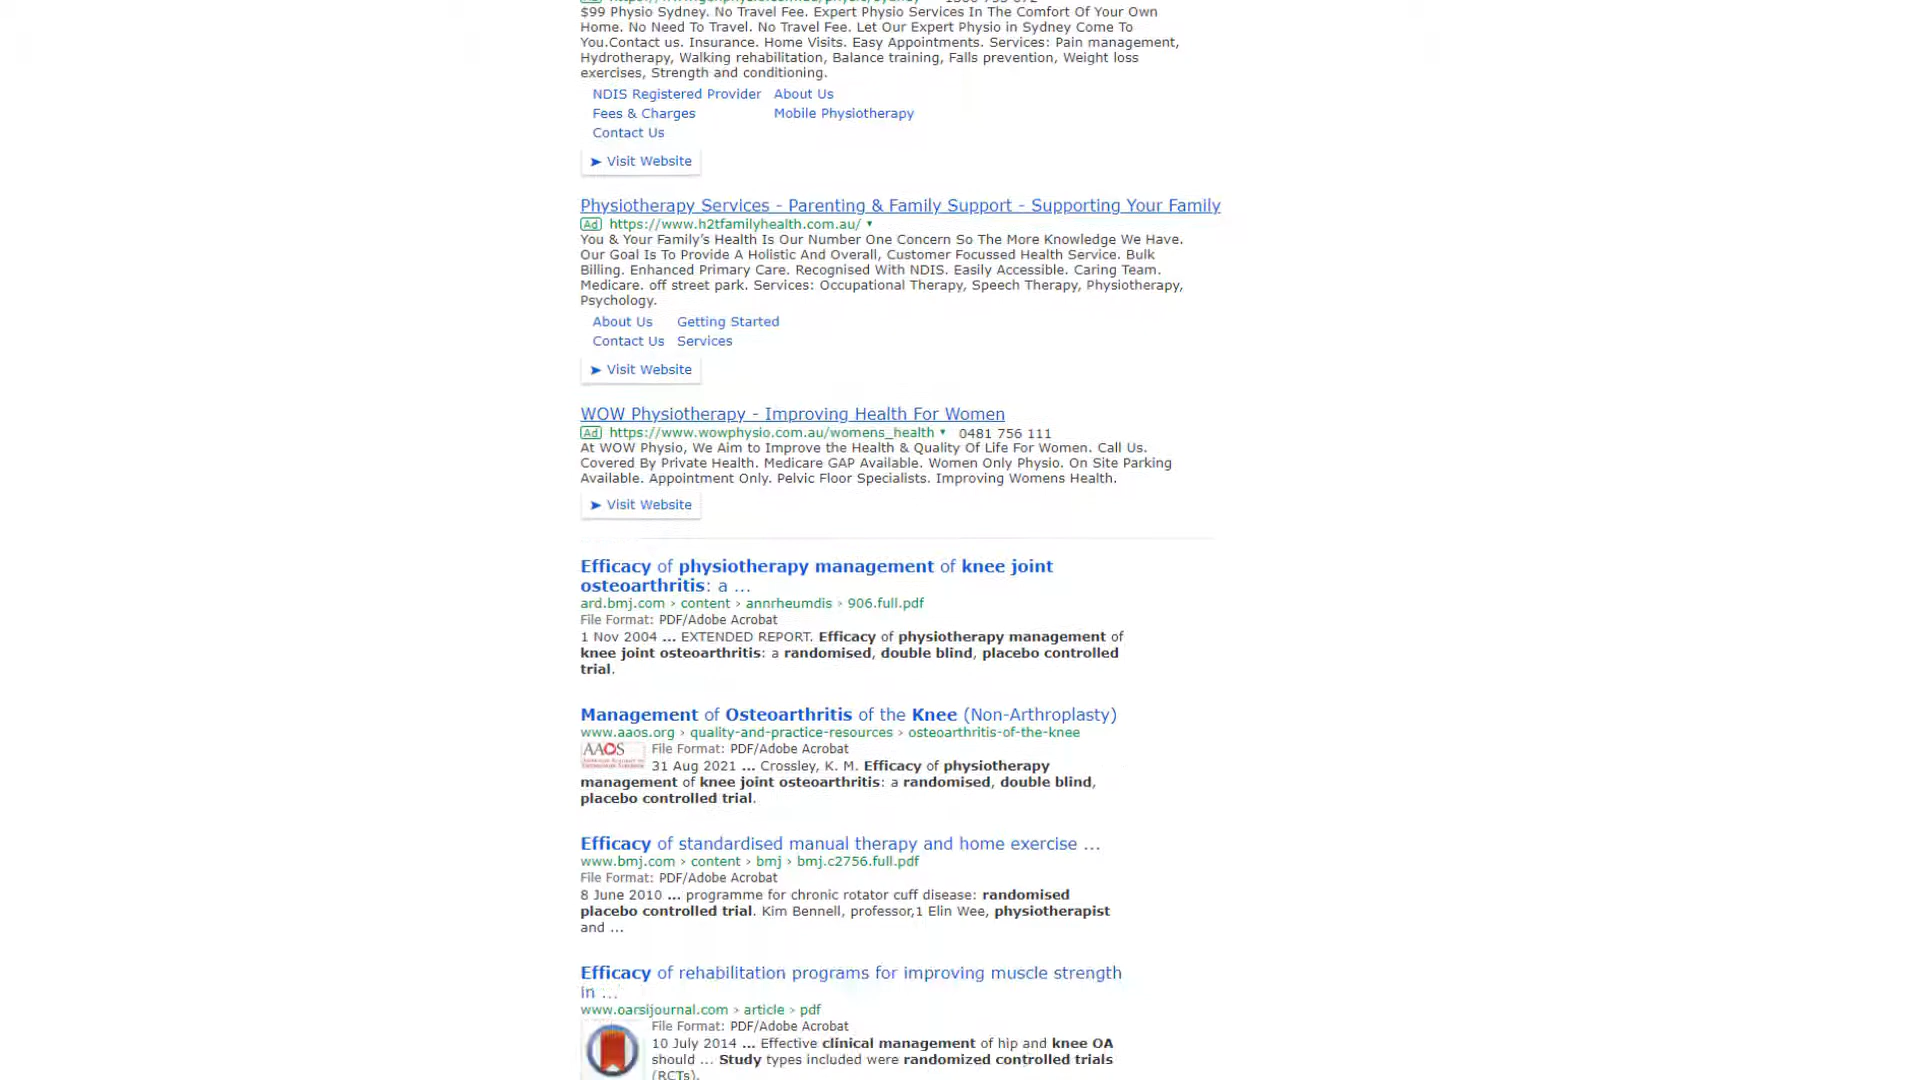 $99 Physio Sydney. No Travel Fee. Expert Physio Services In The Comfort Of Your Own
Home. No Need To Travel. No Travel Fee. Let Our Expert Physio in Sydney Come To
You.Contact us. Insurance. Home Visits. Easy Appointments. Services: Pain management,
Hydrotherapy, Walking rehabilitation, Balance training, Falls prevention, Weight loss
exercises, Strength and conditioning.
NDIS Registered Provider About Us
Fees & Charges Mobile Physiotherapy
Contact Us
➤ Visit Website
Physiotherapy Services - Parenting & Family Support - Supporting Your Family
Ad https://www.h2tfamilyhealth.com.au/ ▾
You & Your Family's Health Is Our Number One Concern So The More Knowledge We Have.
Our Goal Is To Provide A Holistic And Overall, Customer Focussed Health Service. Bulk
Billing. Enhanced Primary Care. Recognised With NDIS. Easily Accessible. Caring Team.
Medicare. off street park. Services: Occupational Therapy, Speech Therapy, Physiotherapy,
Psychology.
About Us Getting Started
Contact Us Services
➤ Visit Website
WOW Physiotherapy - Improving Health For Women
Ad https://www.wowphysio.com.au/womens_health ▾ 0481 756 111
At WOW Physio, We Aim to Improve the Health & Quality Of Life For Women. Call Us.
Covered By Private Health. Medicare GAP Available. Women Only Physio. On Site Parking
Available. Appointment Only. Pelvic Floor Specialists. Improving Womens Health.
➤ Visit Website
Efficacy of physiotherapy management of knee joint
osteoarthritis: a ...
ard.bmj.com › content › annrheumdis › 906.full.pdf
File Format: PDF/Adobe Acrobat
1 Nov 2004 ... EXTENDED REPORT. Efficacy of physiotherapy management of
knee joint osteoarthritis: a randomised, double blind, placebo controlled
trial.
Management of Osteoarthritis of the Knee (Non-Arthroplasty)
www.aaos.org › quality-and-practice-resources › osteoarthritis-of-the-knee
AAOS File Format: PDF/Adobe Acrobat
31 Aug 2021 ... Crossley, K. M. Efficacy of physiotherapy
management of knee joint osteoarthritis: a randomised, double blind,
placebo controlled trial.
Efficacy of standardised manual therapy and home exercise ...
www.bmj.com › content › bmj › bmj.c2756.full.pdf
File Format: PDF/Adobe Acrobat
8 June 2010 ... programme for chronic rotator cuff disease: randomised
placebo controlled trial. Kim Bennell, professor,1 Elin Wee, physiotherapist
and ...
Efficacy of rehabilitation programs for improving muscle strength
in ...
www.oarsijournal.com › article › pdf
File Format: PDF/Adobe Acrobat
10 July 2014 ... Effective clinical management of hip and knee OA
should ... Study types included were randomized controlled trials
(RCTs).